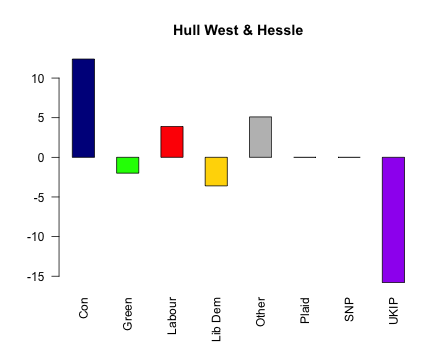 Hull West & Hessle
10
5
0
-5
-10
-15
Con
Green
Labour
Lib Dem
Other
Plaid
SNP
UKIP